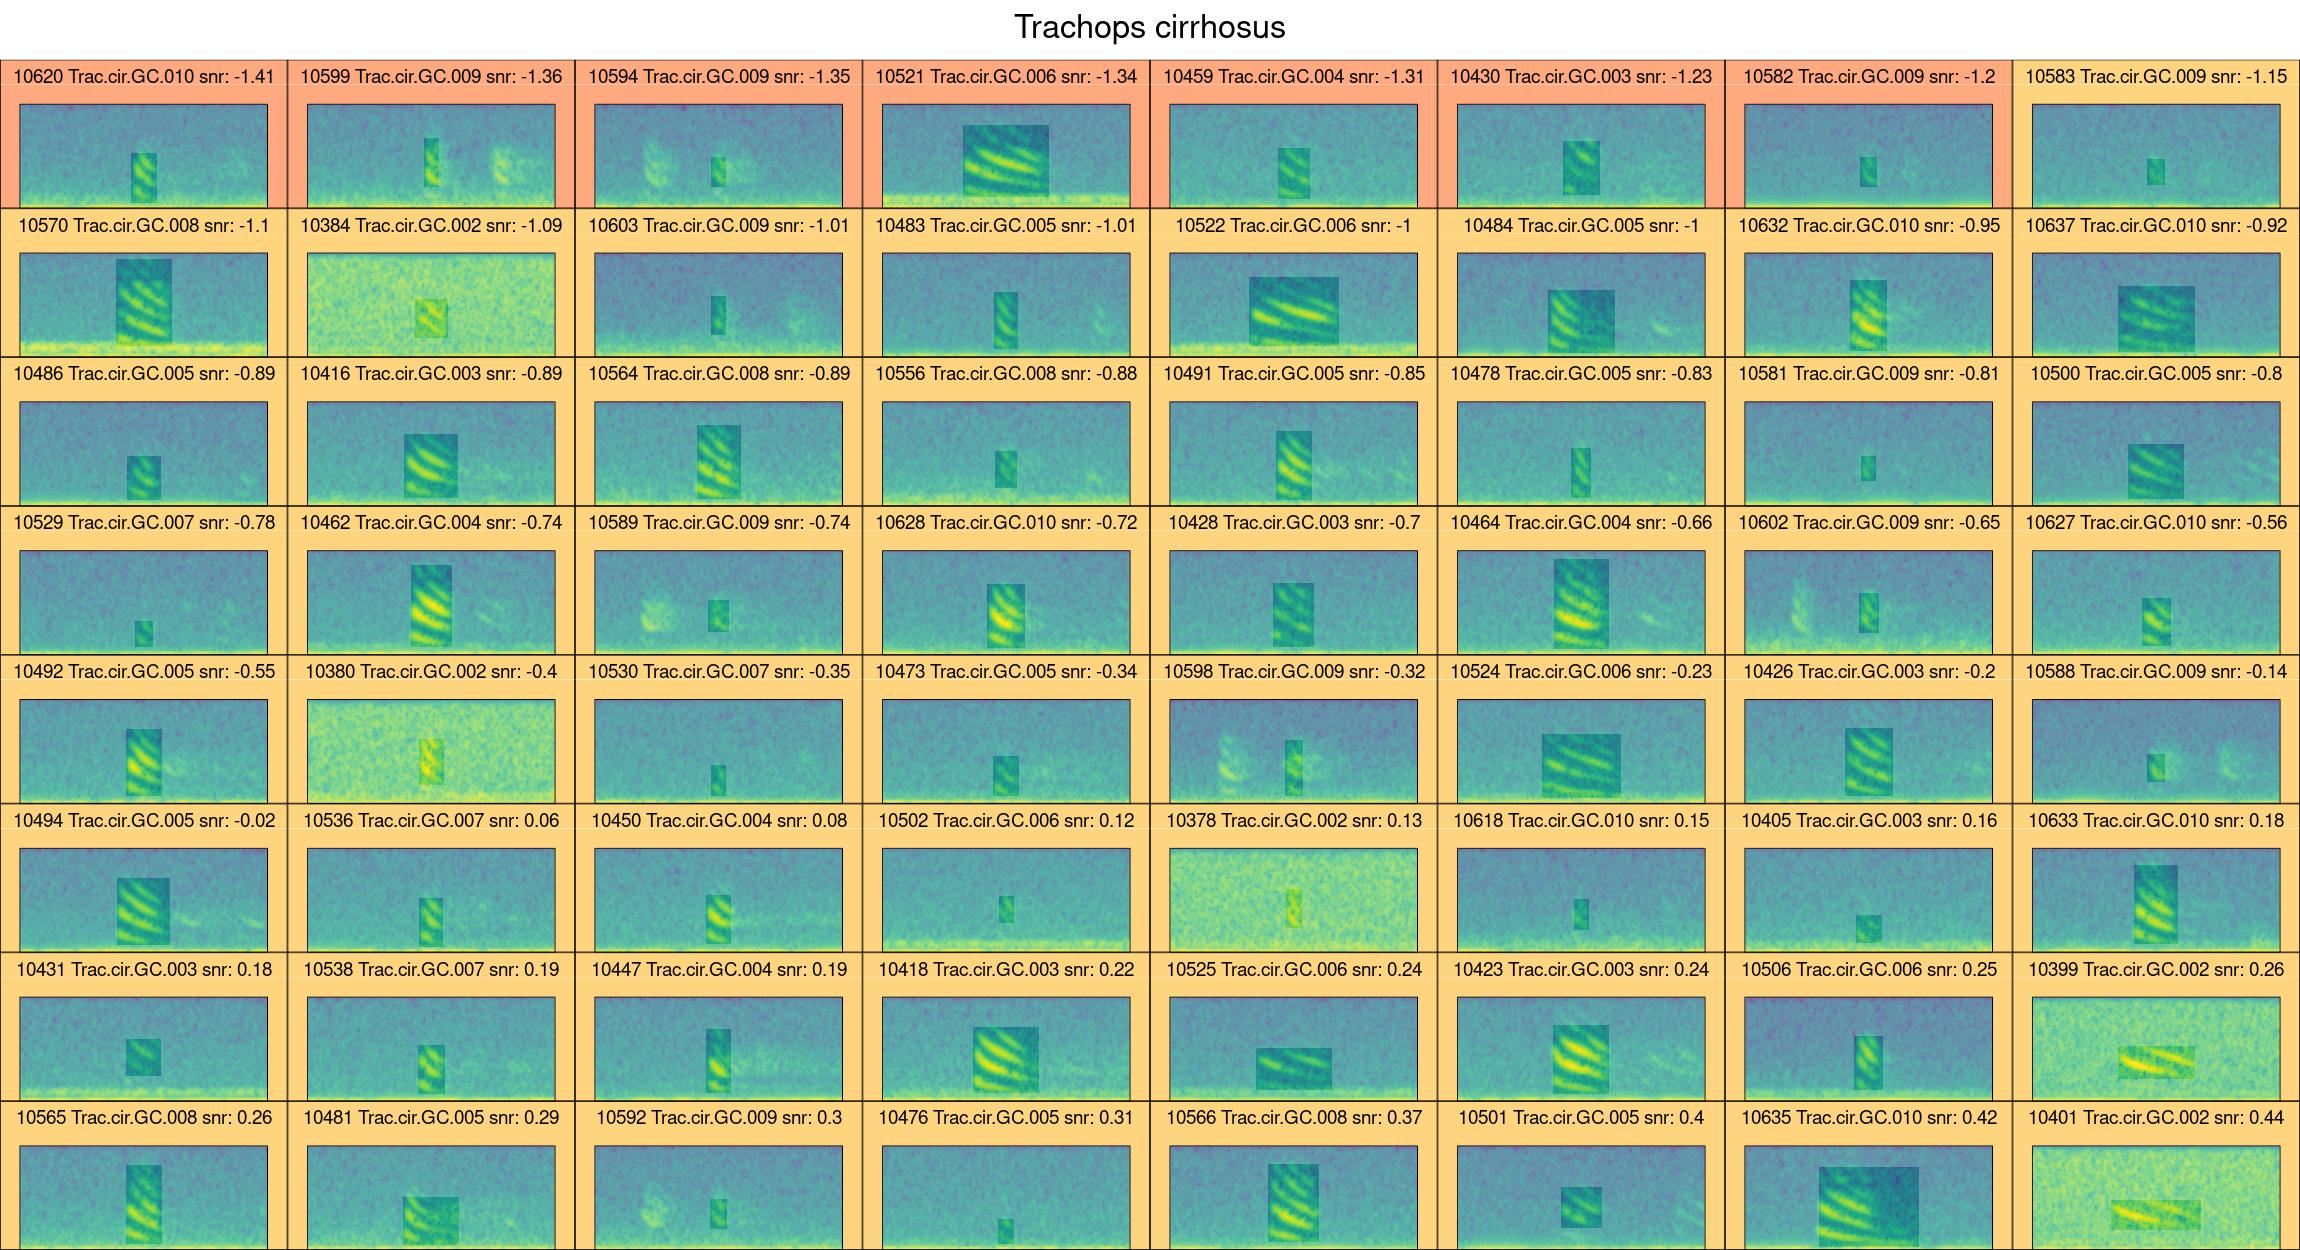 Trachops cirrhosus
10620 Trac.cir.GC.010 snr: -1.41 10599 Trac.cir.GC.009 snr: -1.36 10594 Trac.cir.GC.009 snr: -1.35 10521 Trac.cir.GC.006 snr: -1.34 10459 Trac.cir.GC.004 snr: -1.31 10430 Trac.cir.GC.003 snr: -1.23 10582 Trac.cir.GC.009 snr: -1.2 10583 Trac.cir.GC.009 snr: -1.15
10570 Trac.cir.GC.008 snr: -1.1 10384 Trac.cir.GC.002 snr: -1.09 10603 Trac.cir.GC.009 snr: -1.01 10483 Trac.cir.GC.005 snr: -1.01 10522 Trac.cir.GC.006 snr: -1 10484 Trac.cir.GC.005 snr: -1 10632 Trac.cir.GC.010 snr: -0.95 10637 Trac.cir.GC.010 snr: -0.92
10486 Trac.cir.GC.005 snr: -0.89 10416 Trac.cir.GC.003 snr: -0.89 10564 Trac.cir.GC.008 snr: -0.89 10556 Trac.cir.GC.008 snr: -0.88 10491 Trac.cir.GC.005 snr: -0.85 10478 Trac.cir.GC.005 snr: -0.83 10581 Trac.cir.GC.009 snr: -0.81 10500 Trac.cir.GC.005 snr: -0.8
10529 Trac.cir.GC.007 snr: -0.78 10462 Trac.cir.GC.004 snr: -0.74 10589 Trac.cir.GC.009 snr: -0.74 10628 Trac.cir.GC.010 snr: -0.72 10428 Trac.cir.GC.003 snr: -0.7 10464 Trac.cir.GC.004 snr: -0.66 10602 Trac.cir.GC.009 snr: -0.65 10627 Trac.cir.GC.010 snr: -0.56
10492 Trac.cir.GC.005 snr: -0.55 10380 Trac.cir.GC.002 snr: -0.4 10530 Trac.cir.GC.007 snr: -0.35 10473 Trac.cir.GC.005 snr: -0.34 10598 Trac.cir.GC.009 snr: -0.32 10524 Trac.cir.GC.006 snr: -0.23 10426 Trac.cir.GC.003 snr: -0.2 10588 Trac.cir.GC.009 snr: -0.14
10494 Trac.cir.GC.005 snr: -0.02 10536 Trac.cir.GC.007 snr: 0.06 10450 Trac.cir.GC.004 snr: 0.08 10502 Trac.cir.GC.006 snr: 0.12 10378 Trac.cir.GC.002 snr: 0.13 10618 Trac.cir.GC.010 snr: 0.15 10405 Trac.cir.GC.003 snr: 0.16 10633 Trac.cir.GC.010 snr: 0.18
10431 Trac.cir.GC.003 snr: 0.18 10538 Trac.cir.GC.007 snr: 0.19 10447 Trac.cir.GC.004 snr: 0.19 10418 Trac.cir.GC.003 snr: 0.22 10525 Trac.cir.GC.006 snr: 0.24 10423 Trac.cir.GC.003 snr: 0.24 10506 Trac.cir.GC.006 snr: 0.25 10399 Trac.cir.GC.002 snr: 0.26
10565 Trac.cir.GC.008 snr: 0.26 10481 Trac.cir.GC.005 snr: 0.29 10592 Trac.cir.GC.009 snr: 0.3 10476 Trac.cir.GC.005 snr: 0.31 10566 Trac.cir.GC.008 snr: 0.37 10501 Trac.cir.GC.005 snr: 0.4 10635 Trac.cir.GC.010 snr: 0.42 10401 Trac.cir.GC.002 snr: 0.44